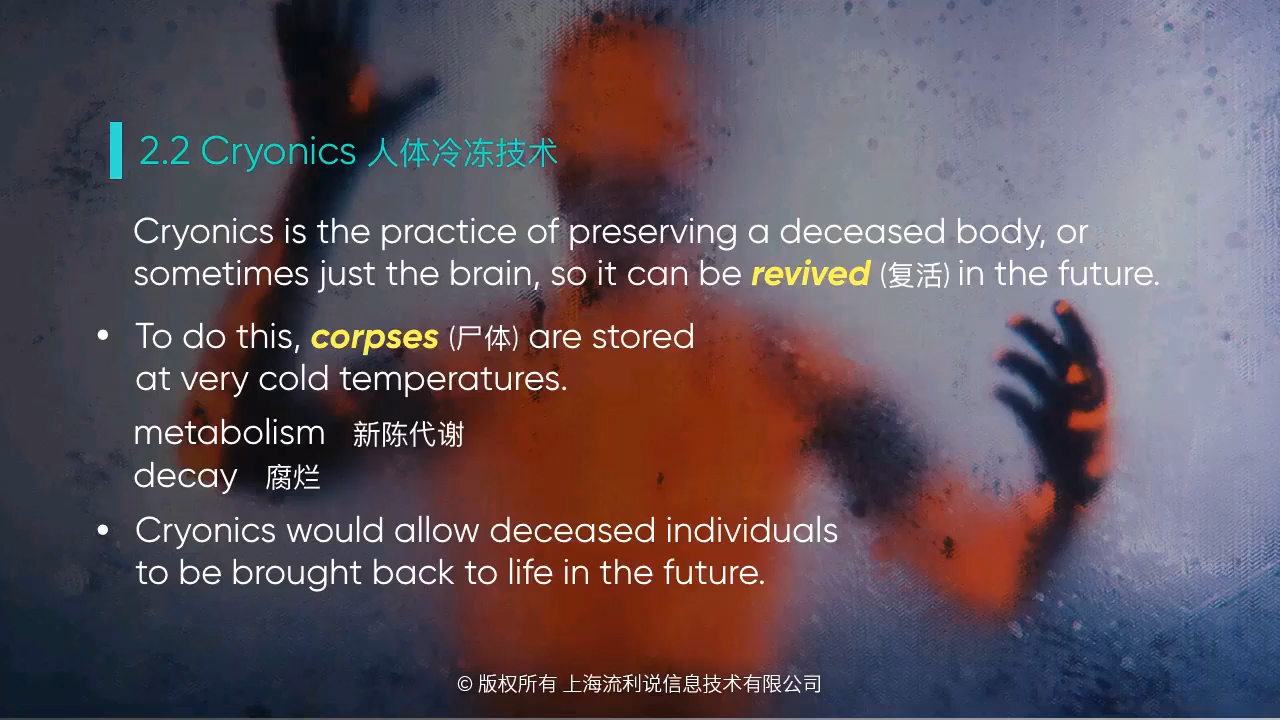 2.2 Cryonics 人体冷冻技术
Cryonics is the practice of preserving a deceased body, or
sometimes just the brain, so it can be revived (复活) in the future.
• To do this, corpses (尸体) are stored
at very cold temperatures.
metabolism 新陈代谢
decay 腐烂
• Cryonics would allow deceased individuals
to be brought back to life in the future.
© 版权所有 上海流利说信息技术有限公司